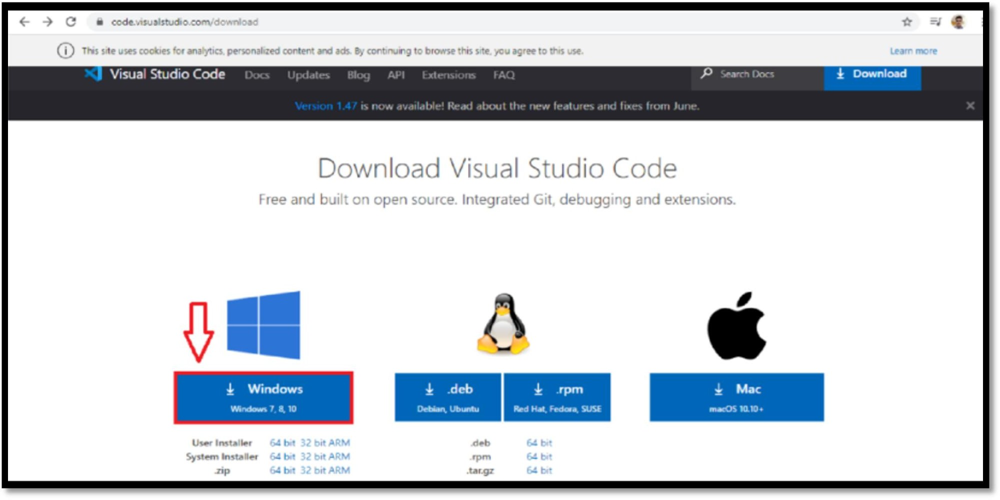 code.visualstudio.com/download
This site uses cookies for analytics, personalized content and ads. By continuing to browse this site, you agree to this use. Learn more
Visual Studio Code Docs Updates Blog API Extensions FAQ Search Docs Download
Version 1.47 is now available! Read about the new features and fixes from June.
Download Visual Studio Code
Free and built on open source. Integrated Git, debugging and extensions.
Windows
Windows 7, 8, 10
.deb
Debian, Ubuntu
.rpm
Red Hat, Fedora, SUSE
Mac
macOS 10.10+
User Installer 64 bit 32 bit ARM
System Installer 64 bit 32 bit ARM
.zip 64 bit 32 bit ARM
.deb 64 bit
.rpm 64 bit
.tar.gz 64 bit